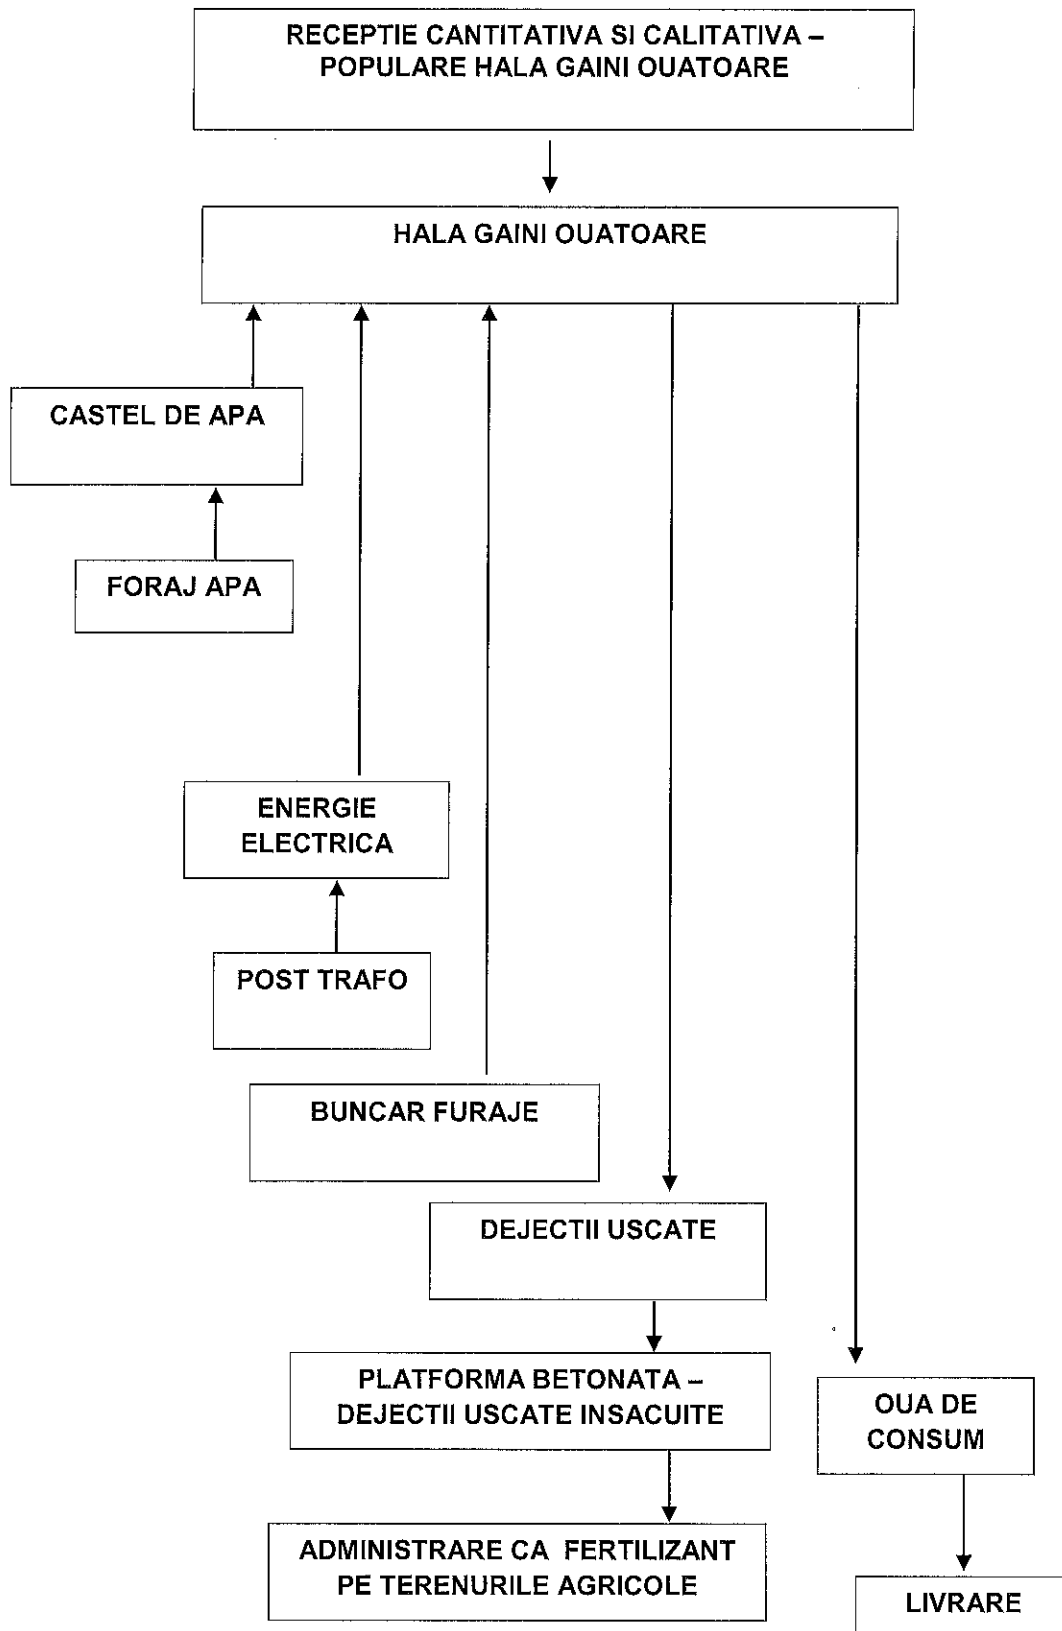 RECEPTIE CANTITATIVA SI CALITATIVA –
POPULARE HALA GAINI OUATOARE
HALA GAINI OUATOARE
CASTEL DE APA
FORAJ APA
ENERGIE
ELECTRICA
POST TRAFO
BUNCAR FURAJE
DEJECTII USCATE
PLATFORMA BETONATA –
DEJECTII USCATE INSACUITE
OUA DE
CONSUM
ADMINISTRARE CA FERTILIZANT
PE TERENURILE AGRICOLE
LIVRARE